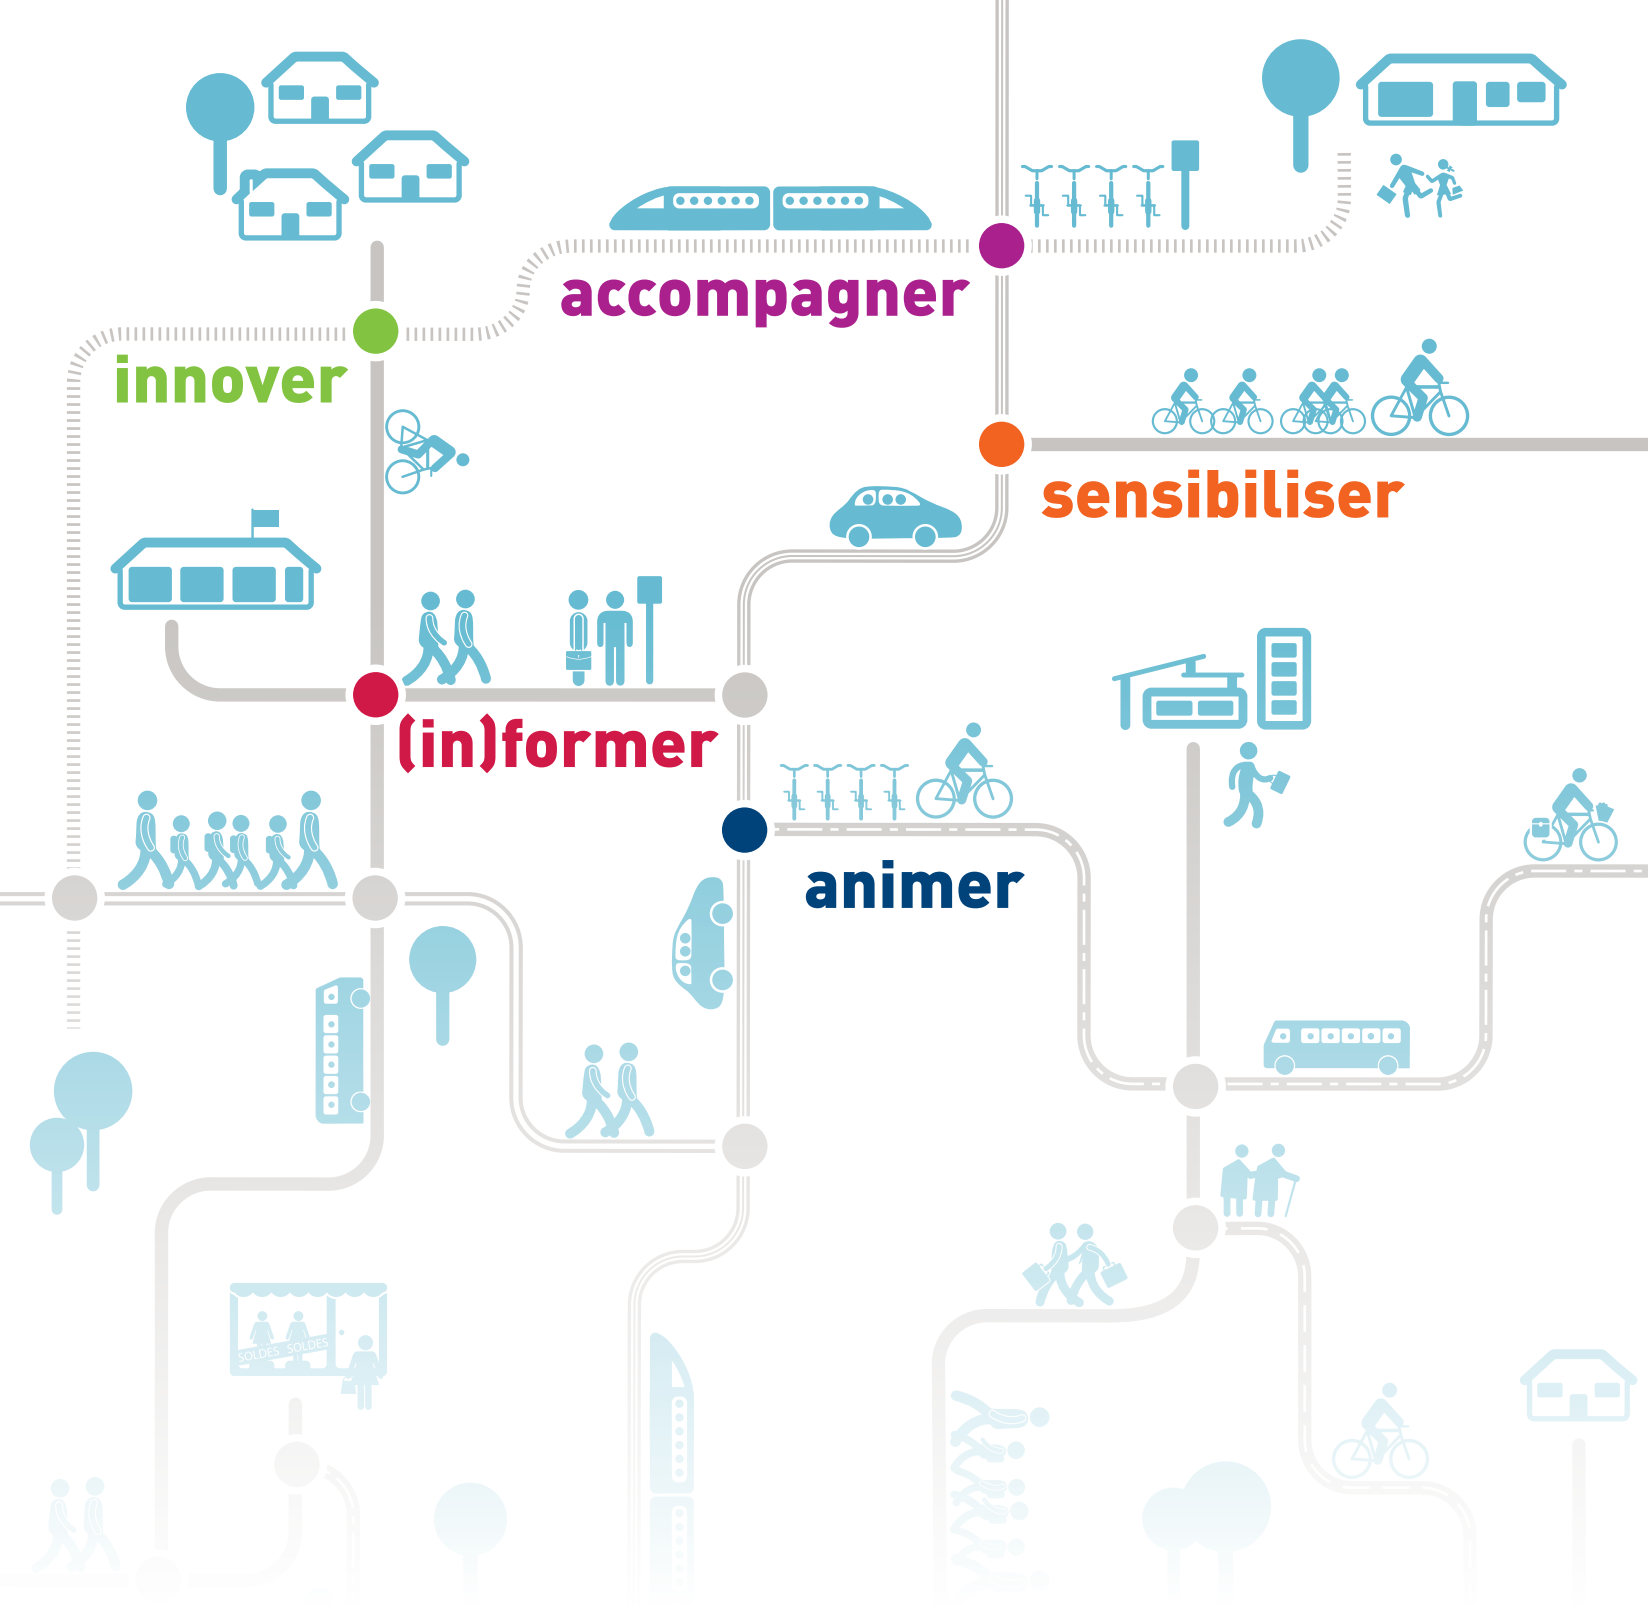 accompagner
innover
sensibiliser
(in)former
animer
SOLDES SOLDES